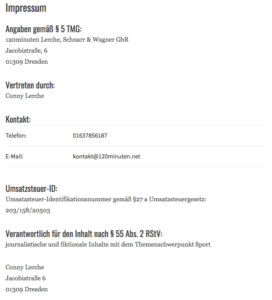 Impressum
Angaben gemäß § 5 TMG:
120minuten Lerche, Schnarr & Wagner GbR
Jacobistraße, 6
01309 Dresden
Vertreten durch:
Conny Lerche
Kontakt:
Telefon: 01637856187
E-Mail: kontakt@120minuten.net
Umsatzsteuer-ID:
Umsatzsteuer-Identifikationsnummer gemäß §27 a Umsatzsteuergesetz:
203/158/20503
Verantwortlich für den Inhalt nach § 55 Abs. 2 RStV:
journalistische und fiktionale Inhalte mit dem Themenschwerpunkt Sport
Conny Lerche
Jacobistraße 6
01309 Dresden